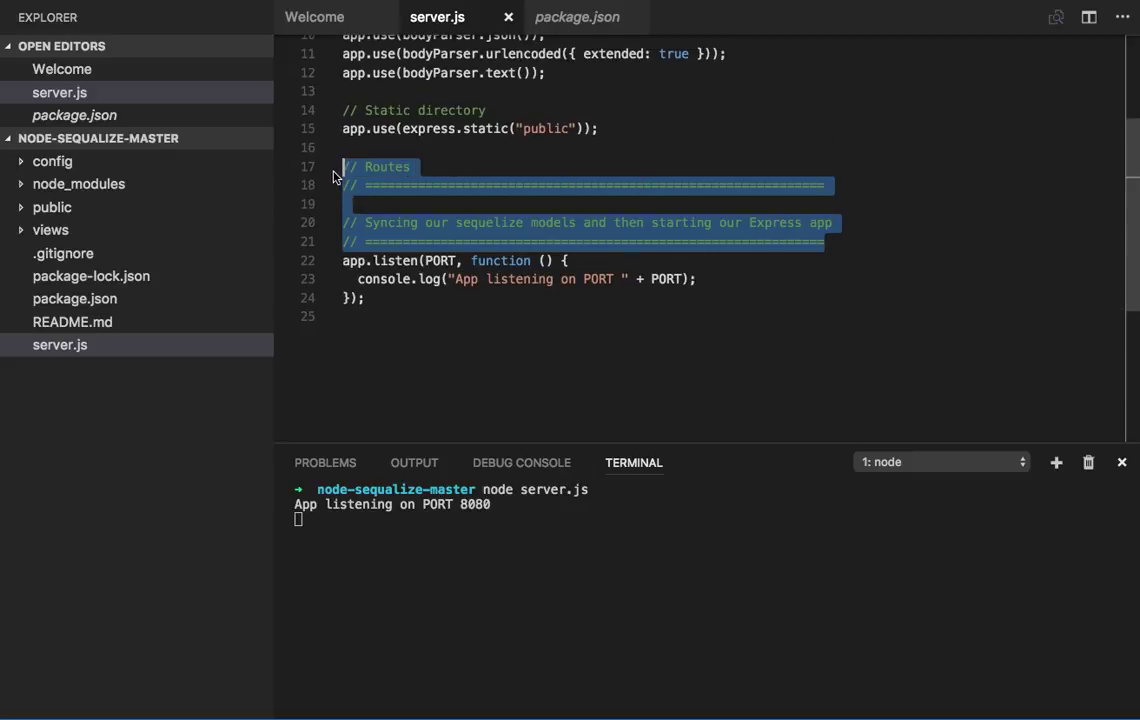 EXPLORER
OPEN EDITORS
Welcome
server.js
package.json
NODE-SEQUALIZE-MASTER
config
node_modules
public
views
.gitignore
package-lock.json
package.json
README.md
server.js
Welcome server.js package.json
10 app.use(bodyParser.json());
11 app.use(bodyParser.urlencoded({ extended: true }));
12 app.use(bodyParser.text());
13
14 // Static directory
15 app.use(express.static("public"));
16
17 // Routes
18 // =============================================================
19
20 // Syncing our sequelize models and then starting our Express app
21 // =============================================================
22 app.listen(PORT, function () {
23 console.log("App listening on PORT " + PORT);
24 });
25
PROBLEMS OUTPUT DEBUG CONSOLE TERMINAL 1: node
→ node-sequalize-master node server.js
App listening on PORT 8080